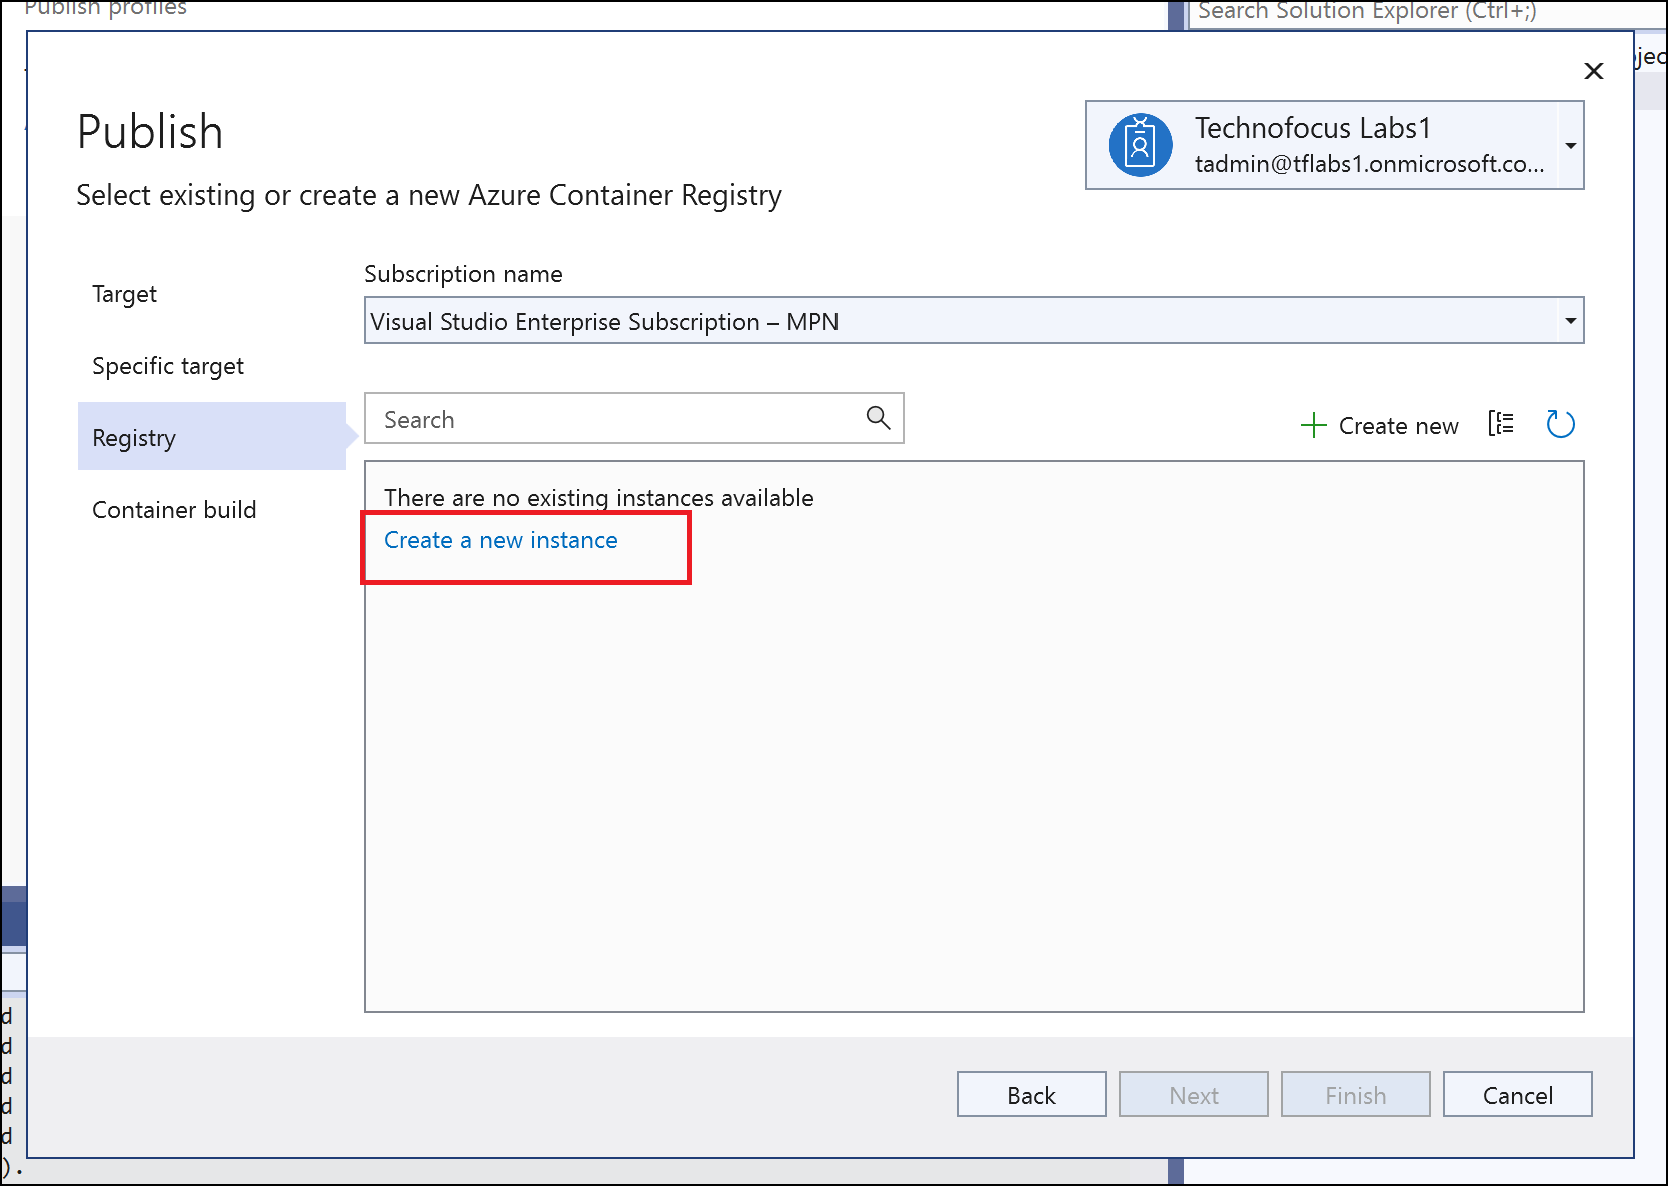 Publish profiles
Search Solution Explorer (Ctrl+;)
Publish
Technofocus Labs1
tadmin@tflabs1.onmicrosoft.co...
Select existing or create a new Azure Container Registry
Target
Specific target
Registry
Container build
Subscription name
Visual Studio Enterprise Subscription – MPN
Search
Create new
There are no existing instances available
Create a new instance
d
d
d
d
d
).
Back
Next
Finish
Cancel